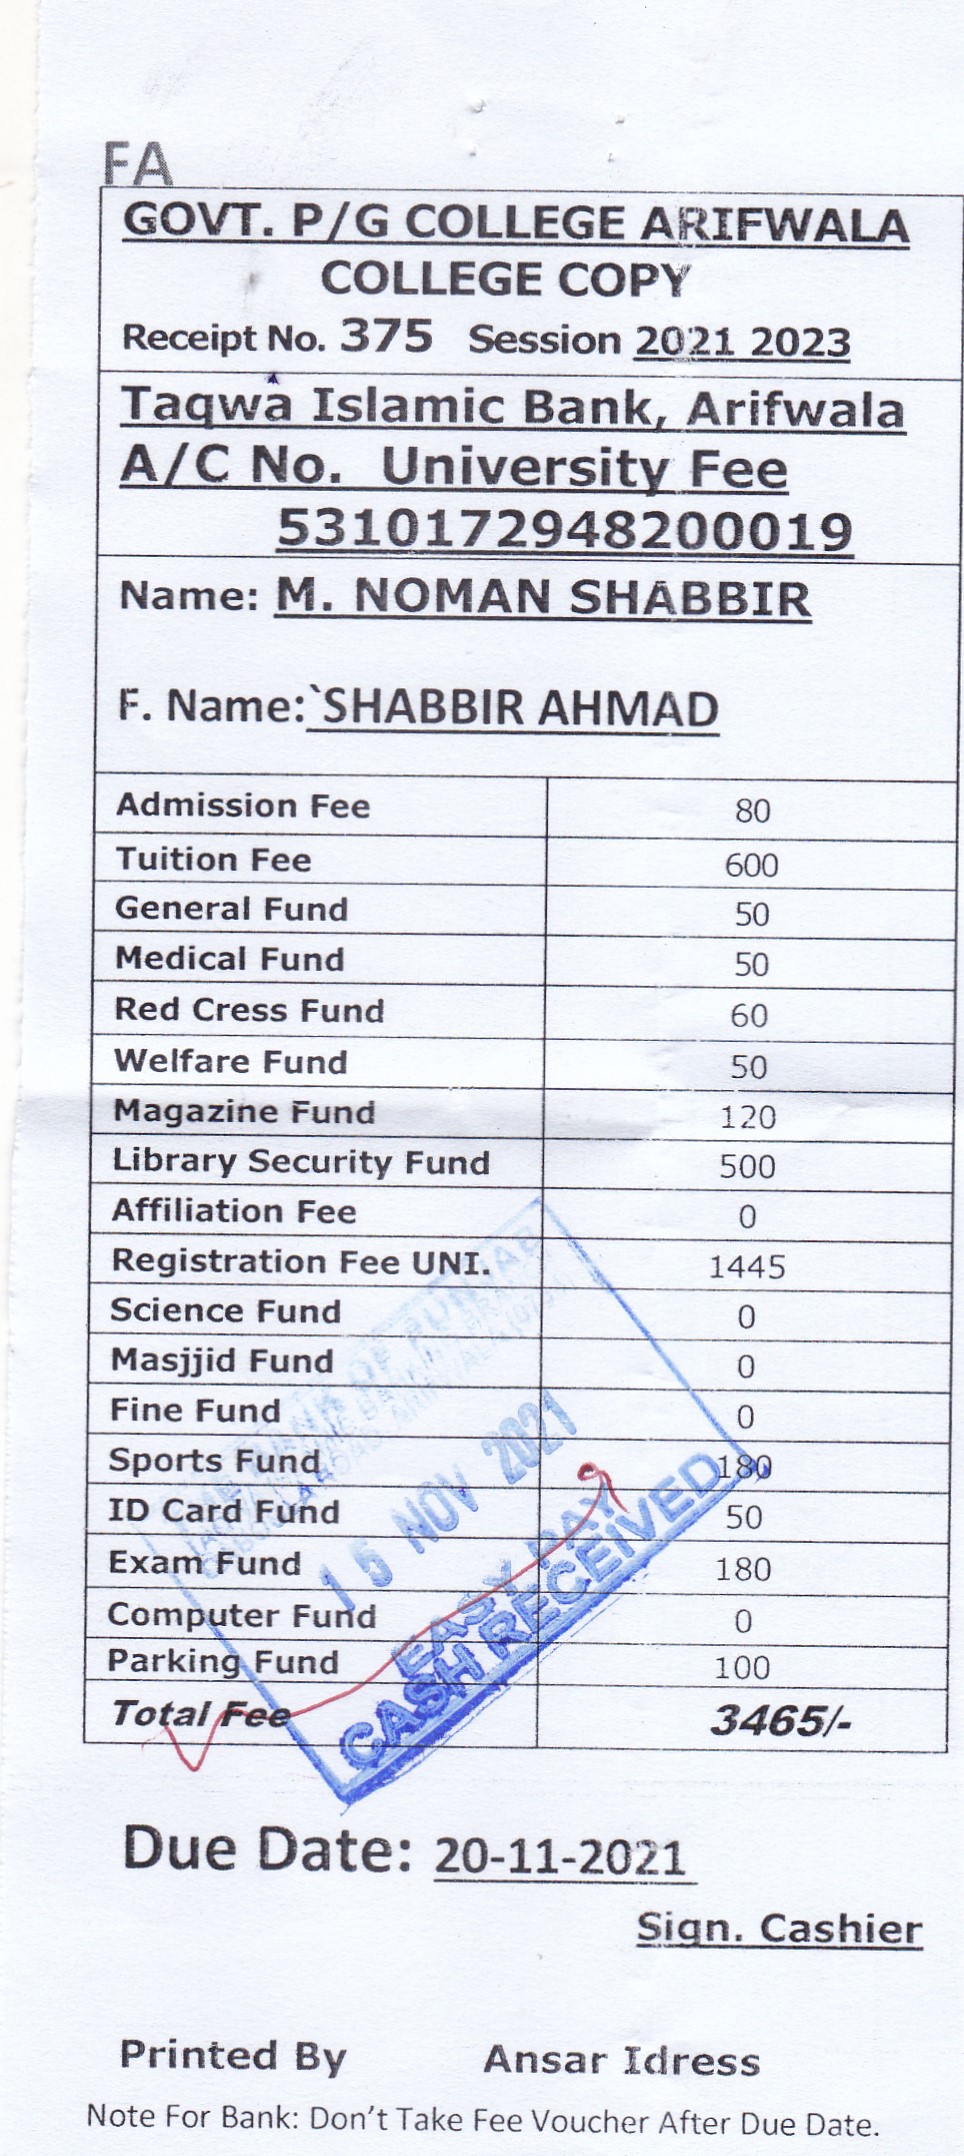 FA
GOVT. P/G COLLEGE ARIFWALA
COLLEGE COPY
Receipt No. 375 Session 2021 2023
Taqwa Islamic Bank, Arifwala
A/C No. University Fee
5310172948200019
Name: M. NOMAN SHABBIR
F. Name:`SHABBIR AHMAD
Admission Fee 80
Tuition Fee 600
General Fund 50
Medical Fund 50
Red Cress Fund 60
Welfare Fund 50
Magazine Fund 120
Library Security Fund 500
Affiliation Fee 0
Registration Fee UNI. 1445
Science Fund 0
Masjjid Fund 0
Fine Fund 0
Sports Fund 180
ID Card Fund 50
Exam Fund 180
Computer Fund 0
Parking Fund 100
Total Fee 3465/-
BANK OF PUNJAB
15 NOV 2021
EASY PAY
CASH RECEIVED
Due Date: 20-11-2021
Sign. Cashier
Printed By Ansar Idress
Note For Bank: Don't Take Fee Voucher After Due Date.